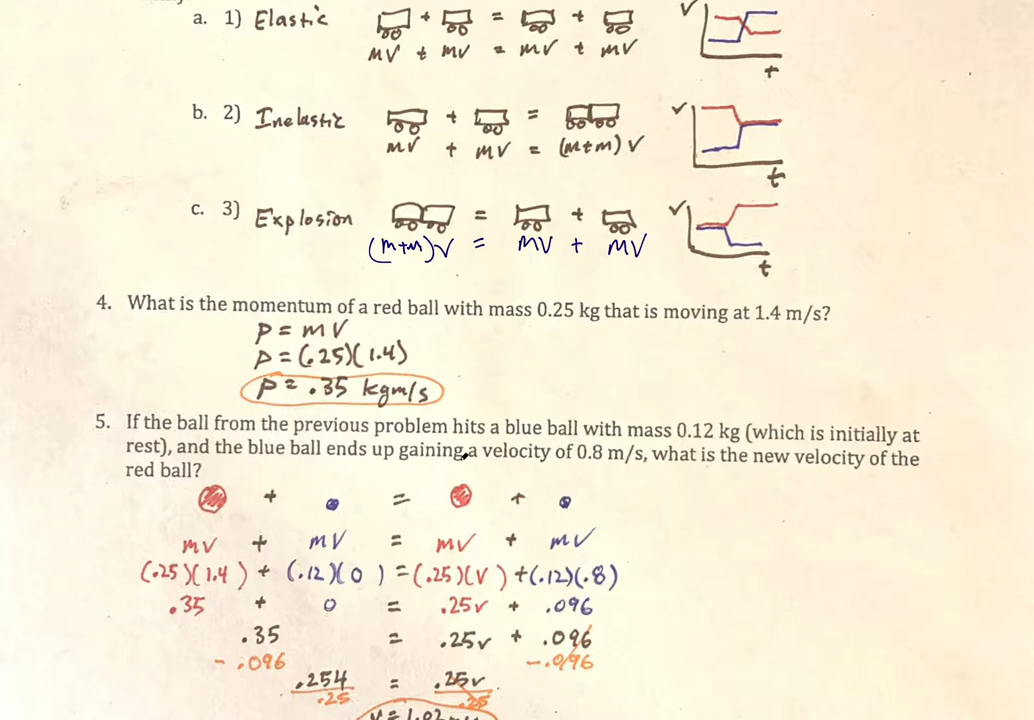 a. 1) Elastic + = +
mv + mv = mv + mv
v
t
b. 2) Inelastic + =
mv + mv = (m+m) v
v
t
c. 3) Explosion = +
(m+m)v = mv + mv
v
t
4. What is the momentum of a red ball with mass 0.25 kg that is moving at 1.4 m/s?
P = mv
P = (.25)(1.4)
P = .35 kgm/s
5. If the ball from the previous problem hits a blue ball with mass 0.12 kg (which is initially at
rest), and the blue ball ends up gaining a velocity of 0.8 m/s, what is the new velocity of the
red ball?
+ = +
mv + mv = mv + mv
(.25)(1.4) + (.12)(0) = (.25)(v) + (.12)(.8)
.35 + 0 = .25v + .096
.35 = .25v + .096
- .096 - .096
.254 = .25v
.25 .25